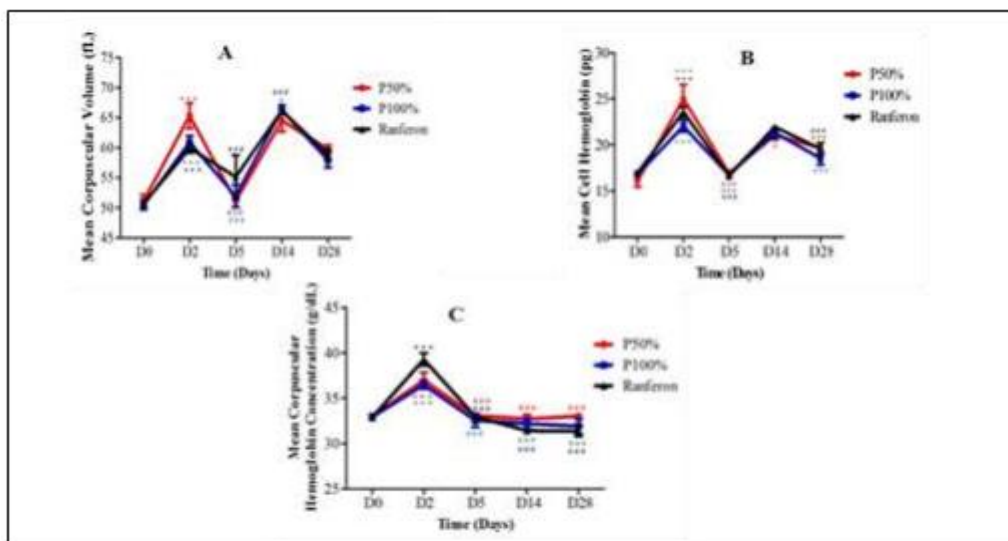 A
Mean Corpuscular Volume (fL)
75
70
65
60
55
50
45
D0 D2 D5 D14 D28
Time (Days)
P50%
P100%
Ranferon
***
***
###
###
B
Mean Cell Hemoglobin (pg)
30
25
20
15
10
D0 D2 D5 D14 D28
Time (Days)
P50%
P100%
Ranferon
***
***
###
###
C
Mean Corpuscular
Hemoglobin Concentration (g/dL)
45
40
35
30
25
D0 D2 D5 D14 D28
Time (Days)
P50%
P100%
Ranferon
***
***
###
###